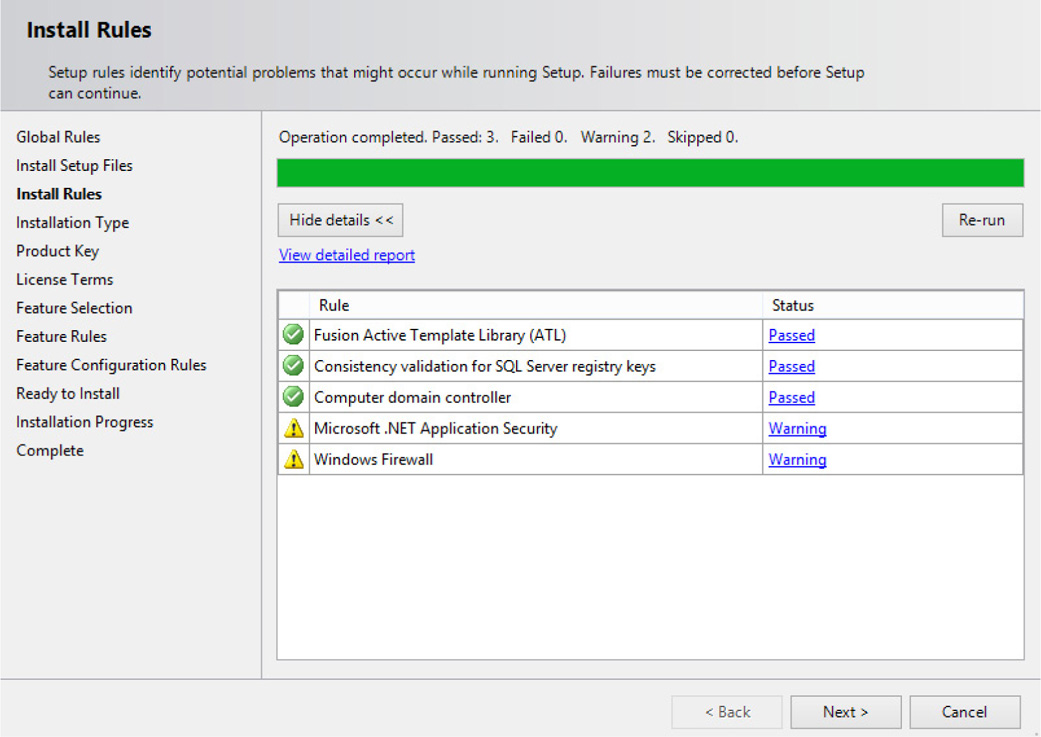 Install Rules
Setup rules identify potential problems that might occur while running Setup. Failures must be corrected before Setup
can continue.
Global Rules
Install Setup Files
Install Rules
Installation Type
Product Key
License Terms
Feature Selection
Feature Rules
Feature Configuration Rules
Ready to Install
Installation Progress
Complete
Operation completed. Passed: 3.   Failed 0.   Warning 2.   Skipped 0.
Hide details <<
Re-run
View detailed report
Rule Status
Fusion Active Template Library (ATL) Passed
Consistency validation for SQL Server registry keys Passed
Computer domain controller Passed
Microsoft .NET Application Security Warning
Windows Firewall Warning
< Back Next > Cancel